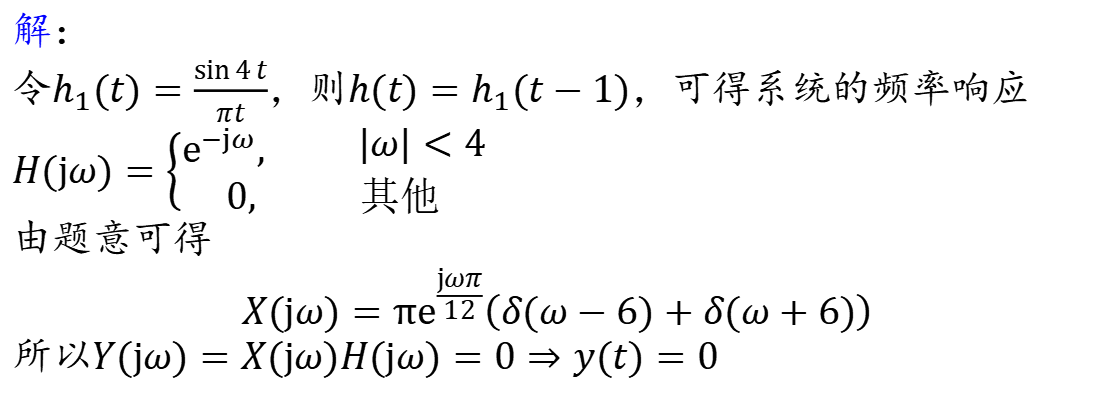 解：
令h₁(t) = sin 4 t / πt，则h(t) = h₁(t − 1)，可得系统的频率响应
H(jω) = { e^(−jω), |ω| < 4
0, 其他
由题意可得
X(jω) = πe^(jωπ/12) (δ(ω − 6) + δ(ω + 6))
所以Y(jω) = X(jω)H(jω) = 0 ⇒ y(t) = 0